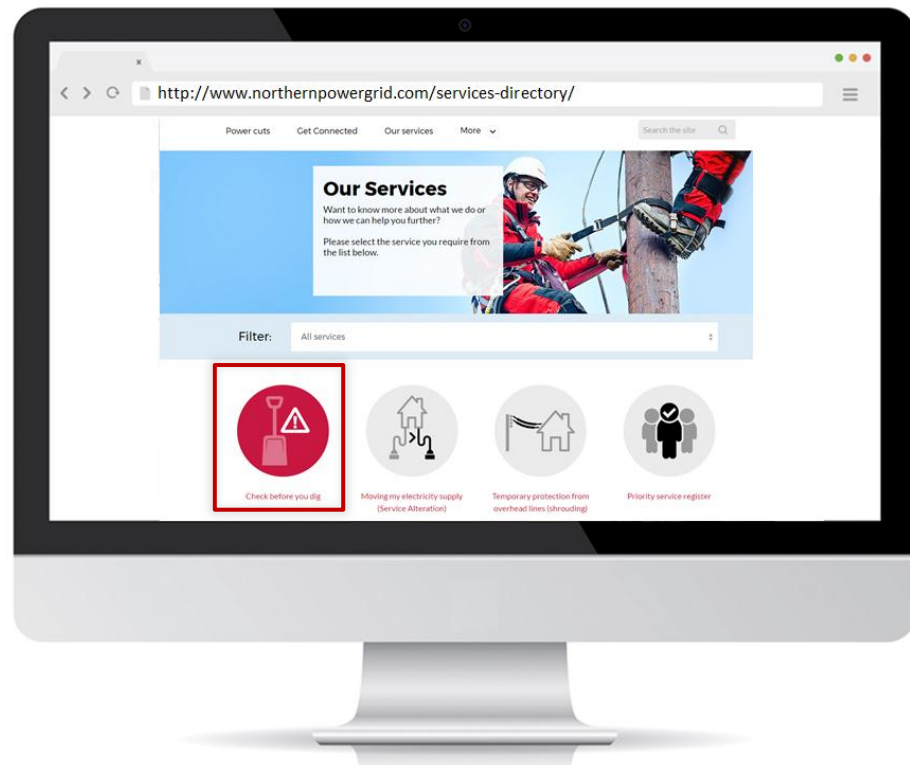 http://www.northernpowergrid.com/services-directory/
Power cuts Get Connected Our services More Search the site
Our Services
Want to know more about what we do or
how we can help you further?
Please select the service you require from
the list below.
Filter: All services
Check before you dig
Moving my electricity supply
(Service Alteration)
Temporary protection from
overhead lines (shrouding)
Priority service register